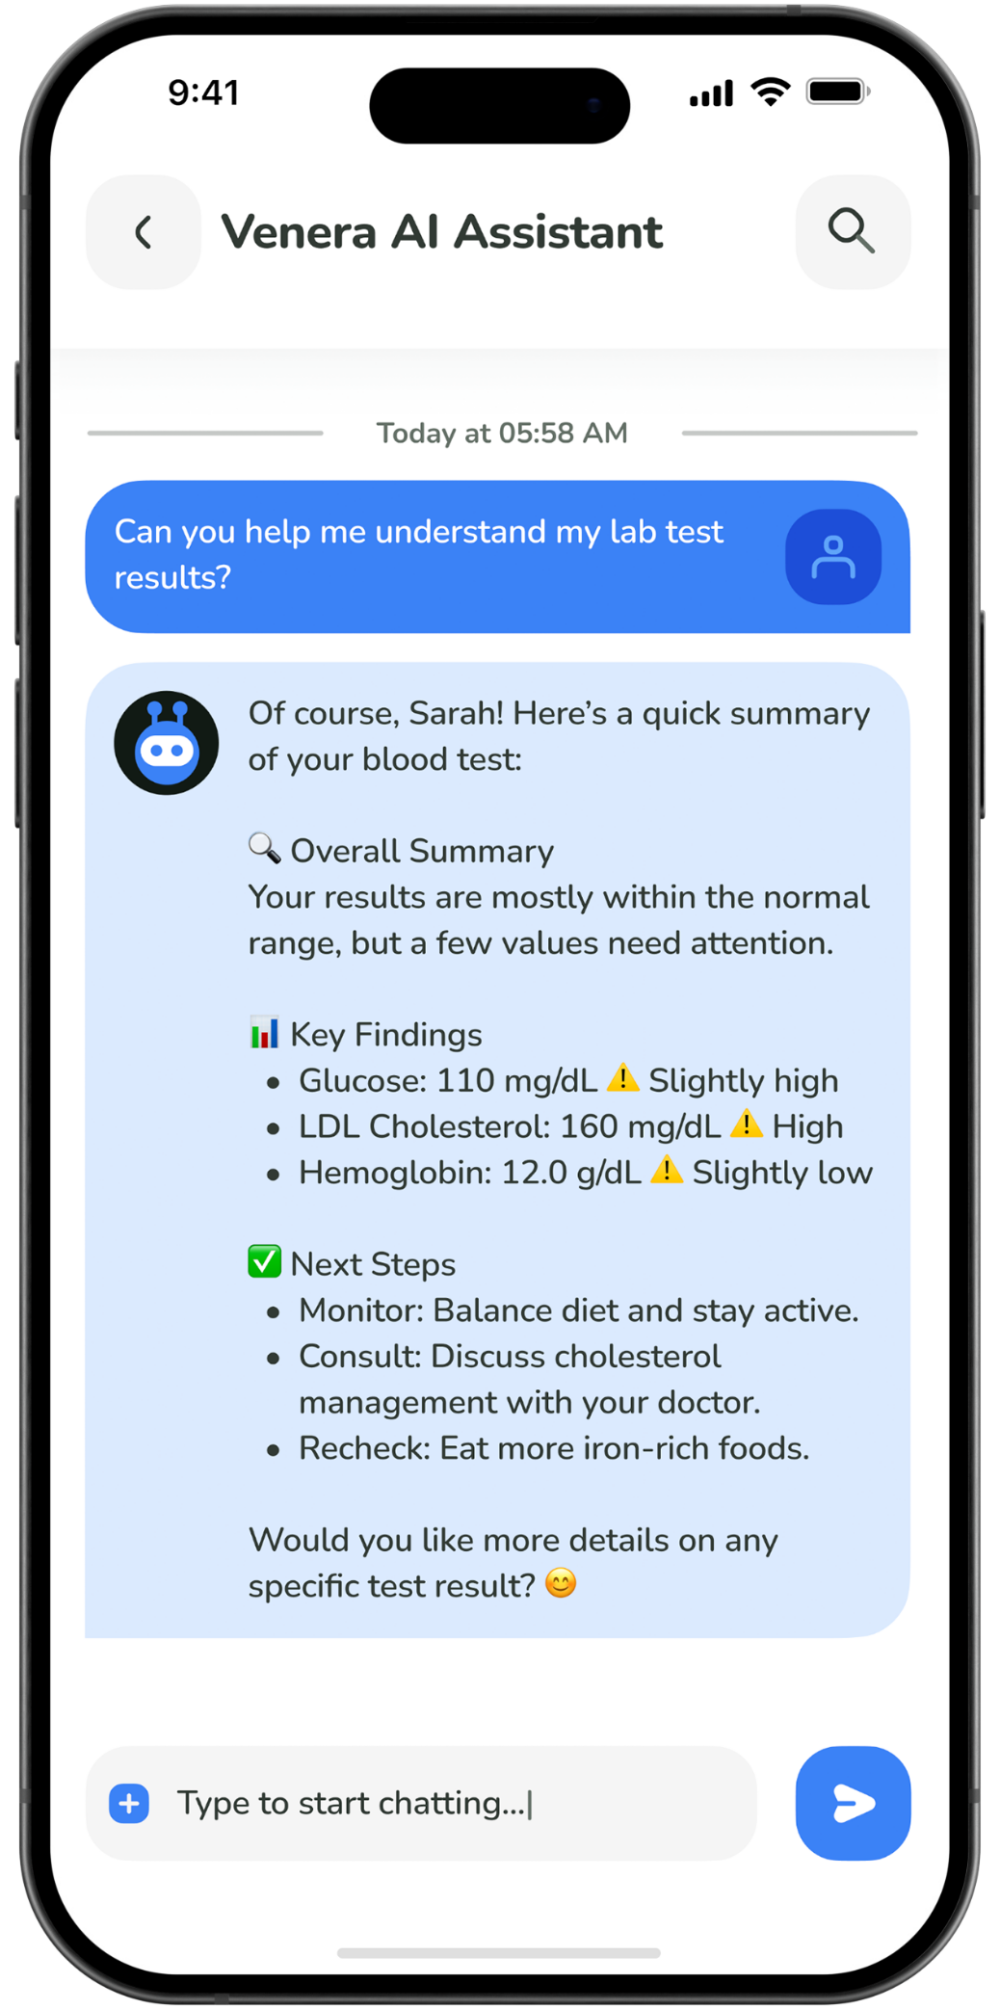 9:41
Venera AI Assistant
Today at 05:58 AM
Can you help me understand my lab test
results?
Of course, Sarah! Here’s a quick summary
of your blood test:
🔍 Overall Summary
Your results are mostly within the normal
range, but a few values need attention.
📊 Key Findings
• Glucose: 110 mg/dL ⚠️ Slightly high
• LDL Cholesterol: 160 mg/dL ⚠️ High
• Hemoglobin: 12.0 g/dL ⚠️ Slightly low
✅ Next Steps
• Monitor: Balance diet and stay active.
• Consult: Discuss cholesterol
management with your doctor.
• Recheck: Eat more iron-rich foods.
Would you like more details on any
specific test result? 😊
Type to start chatting...|